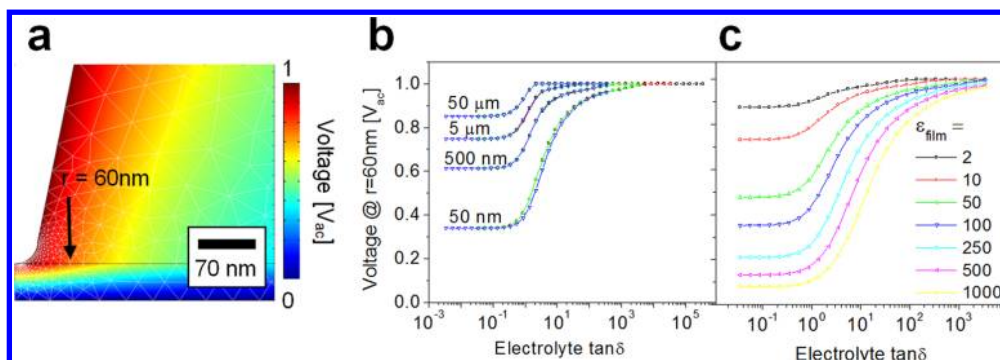 a
1
Voltage [Vac]
0
r = 60nm
70 nm
b
Voltage @ r=60nm [Vac]
1.0
0.8
0.6
0.4
0.2
0.0
50 μm
5 μm
500 nm
50 nm
10⁻³ 10⁻¹ 10¹ 10³ 10⁵
Electrolyte tanδ
c
εfilm =
2
10
50
100
250
500
1000
10⁻¹ 10⁰ 10¹ 10² 10³
Electrolyte tanδ